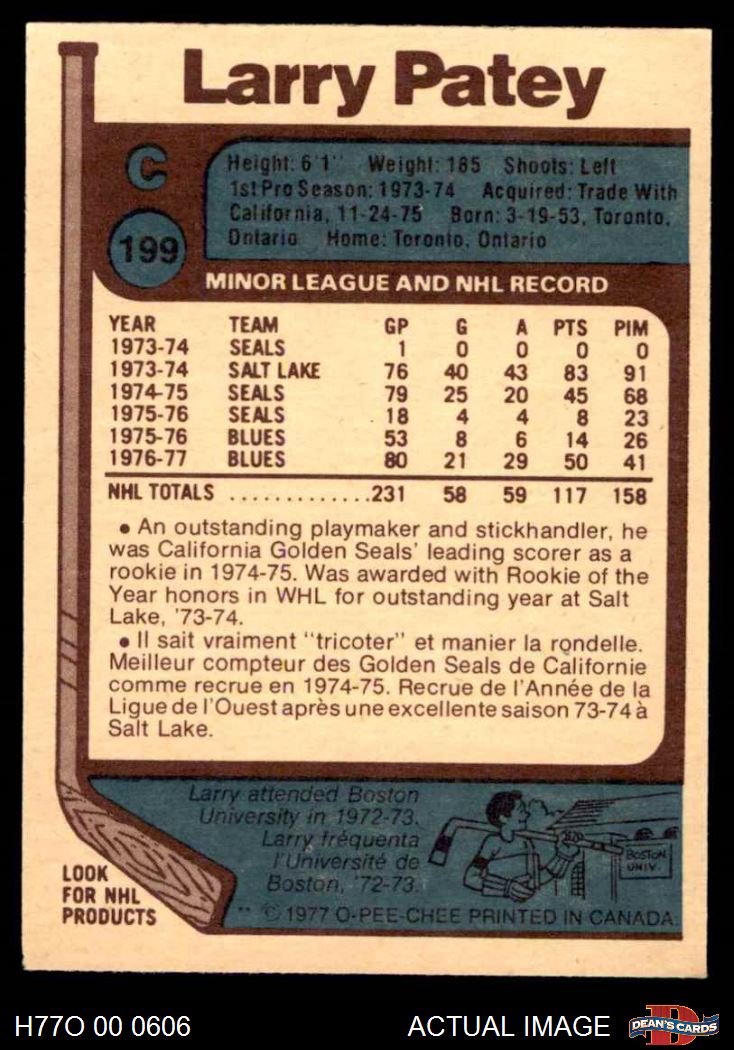 Larry Patey
C
Height: 6'1" Weight: 185 Shoots: Left
1st Pro Season: 1973-74 Acquired: Trade With
California, 11-24-75 Born: 3-19-53, Toronto,
Ontario Home: Toronto, Ontario
199
MINOR LEAGUE AND NHL RECORD
YEAR TEAM GP G A PTS PIM
1973-74 SEALS 1 0 0 0 0
1973-74 SALT LAKE 76 40 43 83 91
1974-75 SEALS 79 25 20 45 68
1975-76 SEALS 18 4 4 8 23
1975-76 BLUES 53 8 6 14 26
1976-77 BLUES 80 21 29 50 41
NHL TOTALS .............231 58 59 117 158
● An outstanding playmaker and stickhandler, he
was California Golden Seals' leading scorer as a
rookie in 1974-75. Was awarded with Rookie of the
Year honors in WHL for outstanding year at Salt
Lake, '73-74.
● Il sait vraiment "tricoter" et manier la rondelle.
Meilleur compteur des Golden Seals de Californie
comme recrue en 1974-75. Recrue de l'Année de la
Ligue de l'Ouest après une excellente saison 73-74 à
Salt Lake.
Larry attended Boston
University in 1972-73.
Larry fréquenta
l'Université de
Boston, '72-73.
BOSTON
UNIV.
LOOK
FOR NHL
PRODUCTS
** © 1977 O-PEE-CHEE PRINTED IN CANADA
H77O 00 0606
ACTUAL IMAGE
D
DEAN'S CARDS